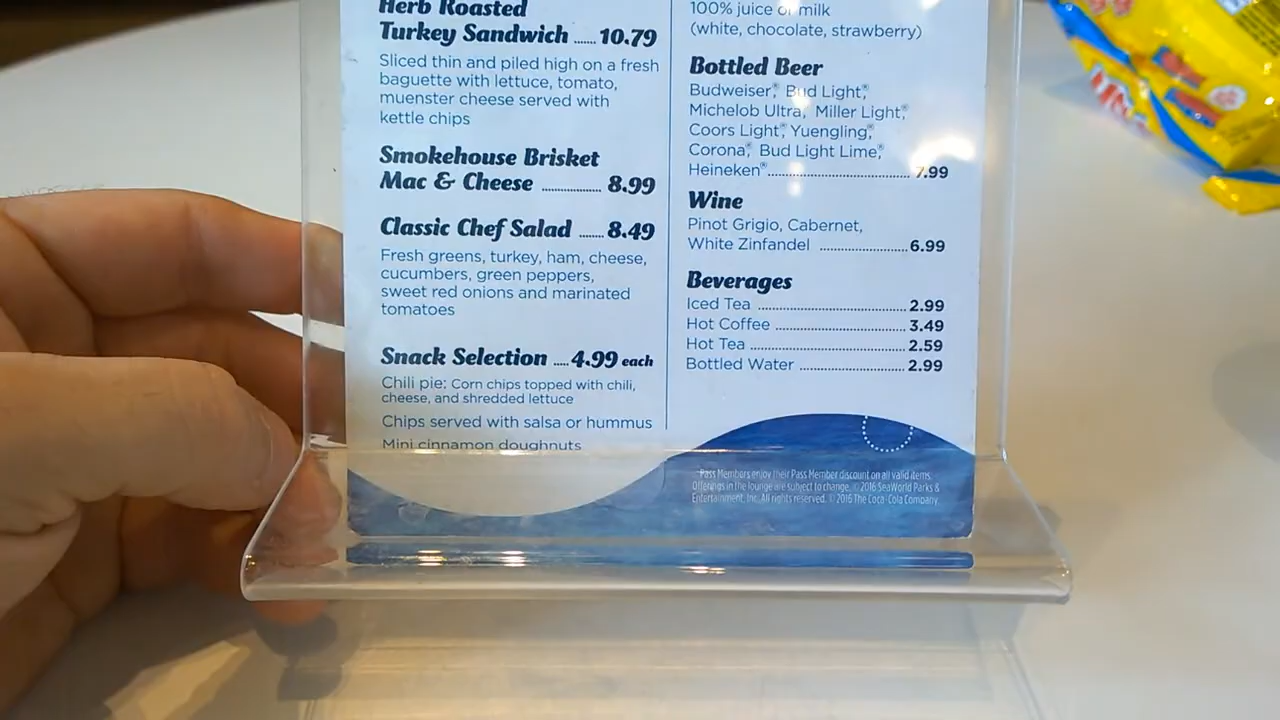 Herb Roasted
Turkey Sandwich ...... 10.79
Sliced thin and piled high on a fresh
baguette with lettuce, tomato,
muenster cheese served with
kettle chips
Smokehouse Brisket
Mac & Cheese ................ 8.99
Classic Chef Salad ....... 8.49
Fresh greens, turkey, ham, cheese,
cucumbers, green peppers,
sweet red onions and marinated
tomatoes
Snack Selection .... 4.99 each
Chili pie: Corn chips topped with chili,
cheese, and shredded lettuce
Chips served with salsa or hummus
Mini cinnamon doughnuts
100% juice or milk
(white, chocolate, strawberry)
Bottled Beer
Budweiser®, Bud Light®,
Michelob Ultra®, Miller Light®,
Coors Light®, Yuengling®,
Corona®, Bud Light Lime®,
Heineken® ................................ 7.99
Wine
Pinot Grigio, Cabernet,
White Zinfandel ................... 6.99
Beverages
Iced Tea ................................ 2.99
Hot Coffee ........................... 3.49
Hot Tea ................................. 2.59
Bottled Water ...................... 2.99
Pass Members enjoy their Pass Member discount on all valid items.
Offerings in the lounge are subject to change. ©2016 SeaWorld Parks &
Entertainment, Inc. All rights reserved. ©2016 The Coca-Cola Company.